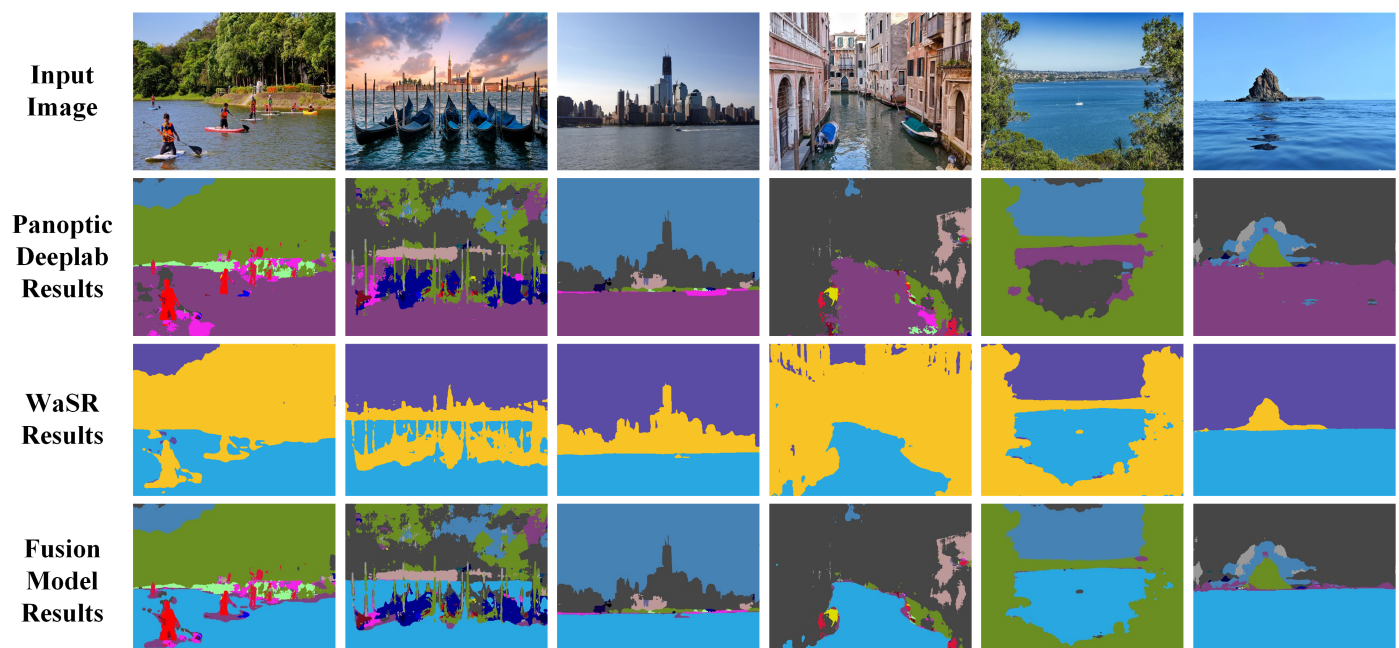 Input
Image
Panoptic
Deeplab
Results
WaSR
Results
Fusion
Model
Results